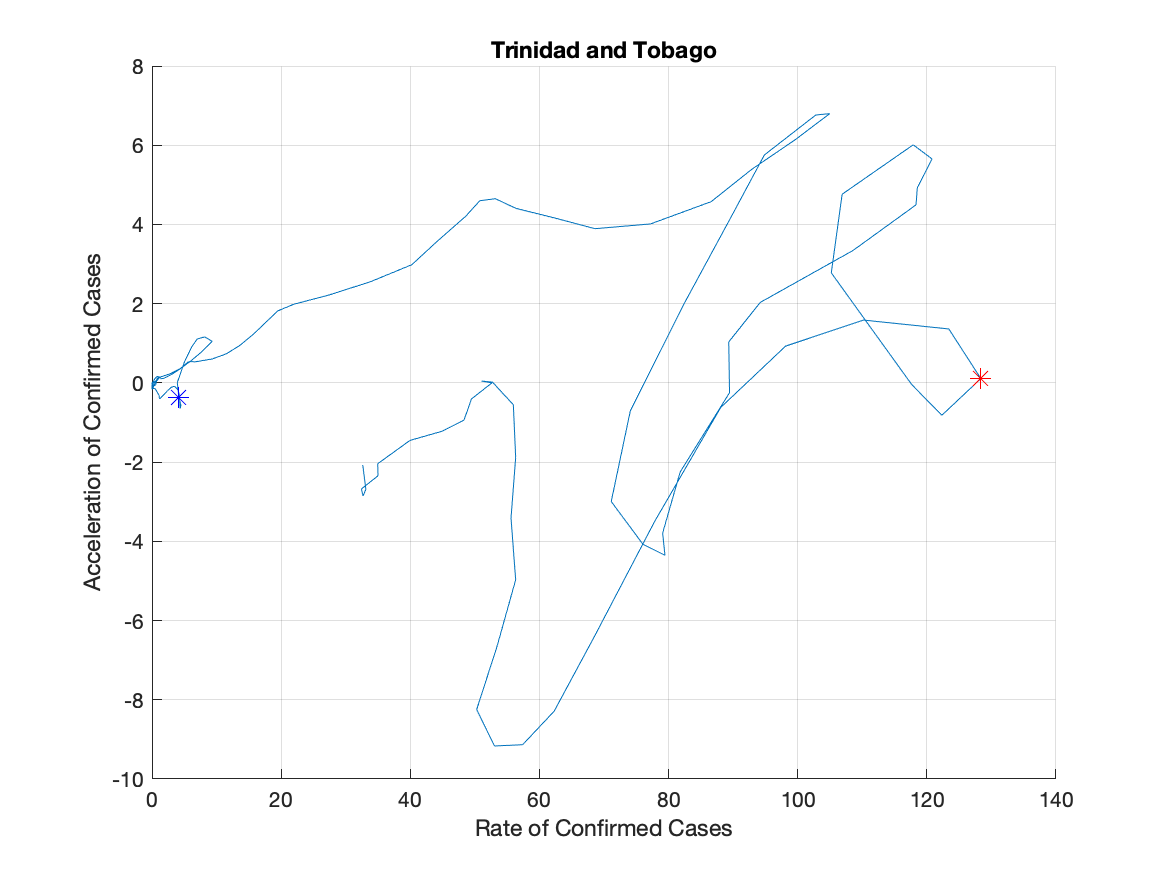 Trinidad and Tobago
8
6
4
2
0
-2
-4
-6
-8
-10
Acceleration of Confirmed Cases
0 20 40 60 80 100 120 140
Rate of Confirmed Cases